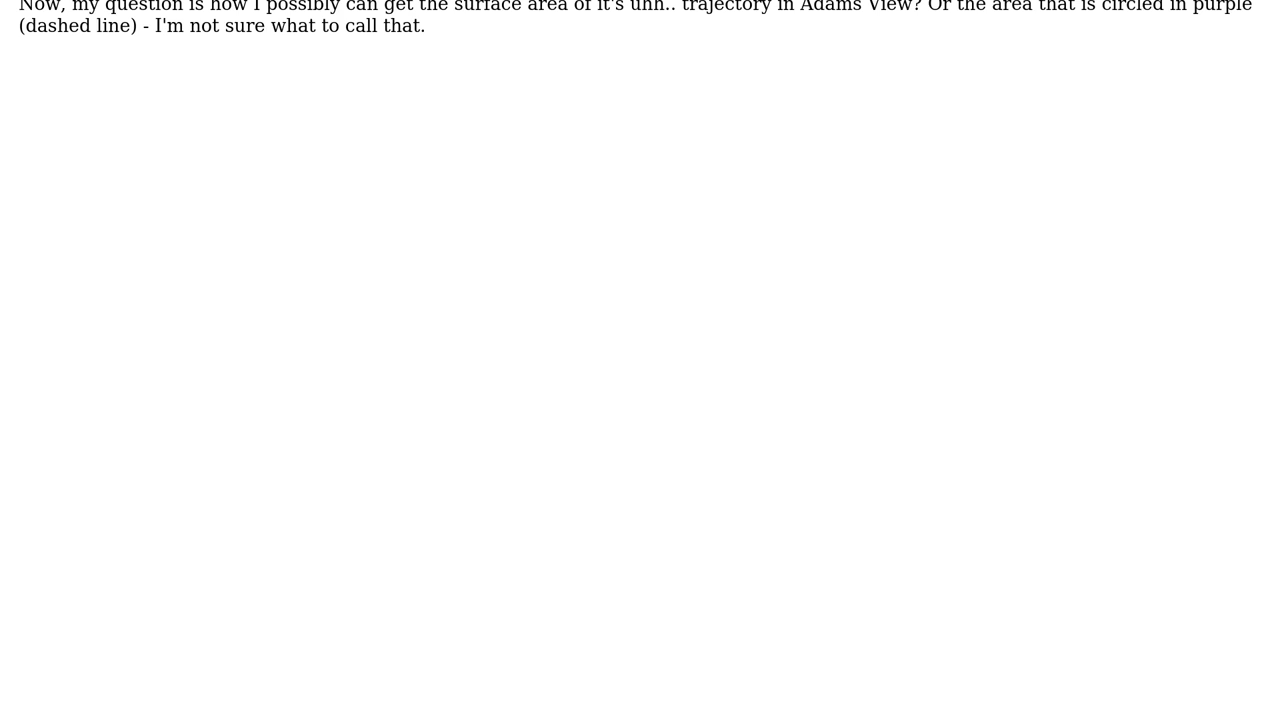 Now, my question is how I possibly can get the surface area of it's uhh.. trajectory in Adams View? Or the area that is circled in purple
(dashed line) - I'm not sure what to call that.